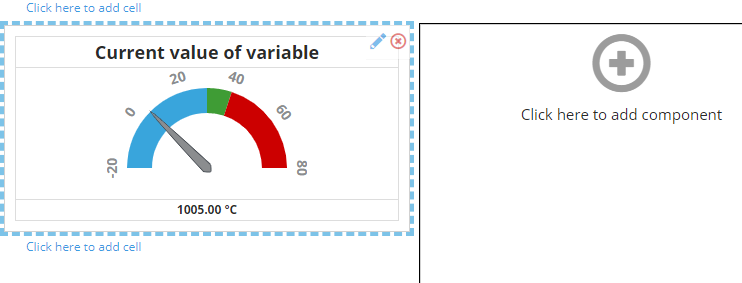 Click here to add cell
Current value of variable
-20
0
20
40
60
80
1005.00 °C
Click here to add cell
Click here to add component